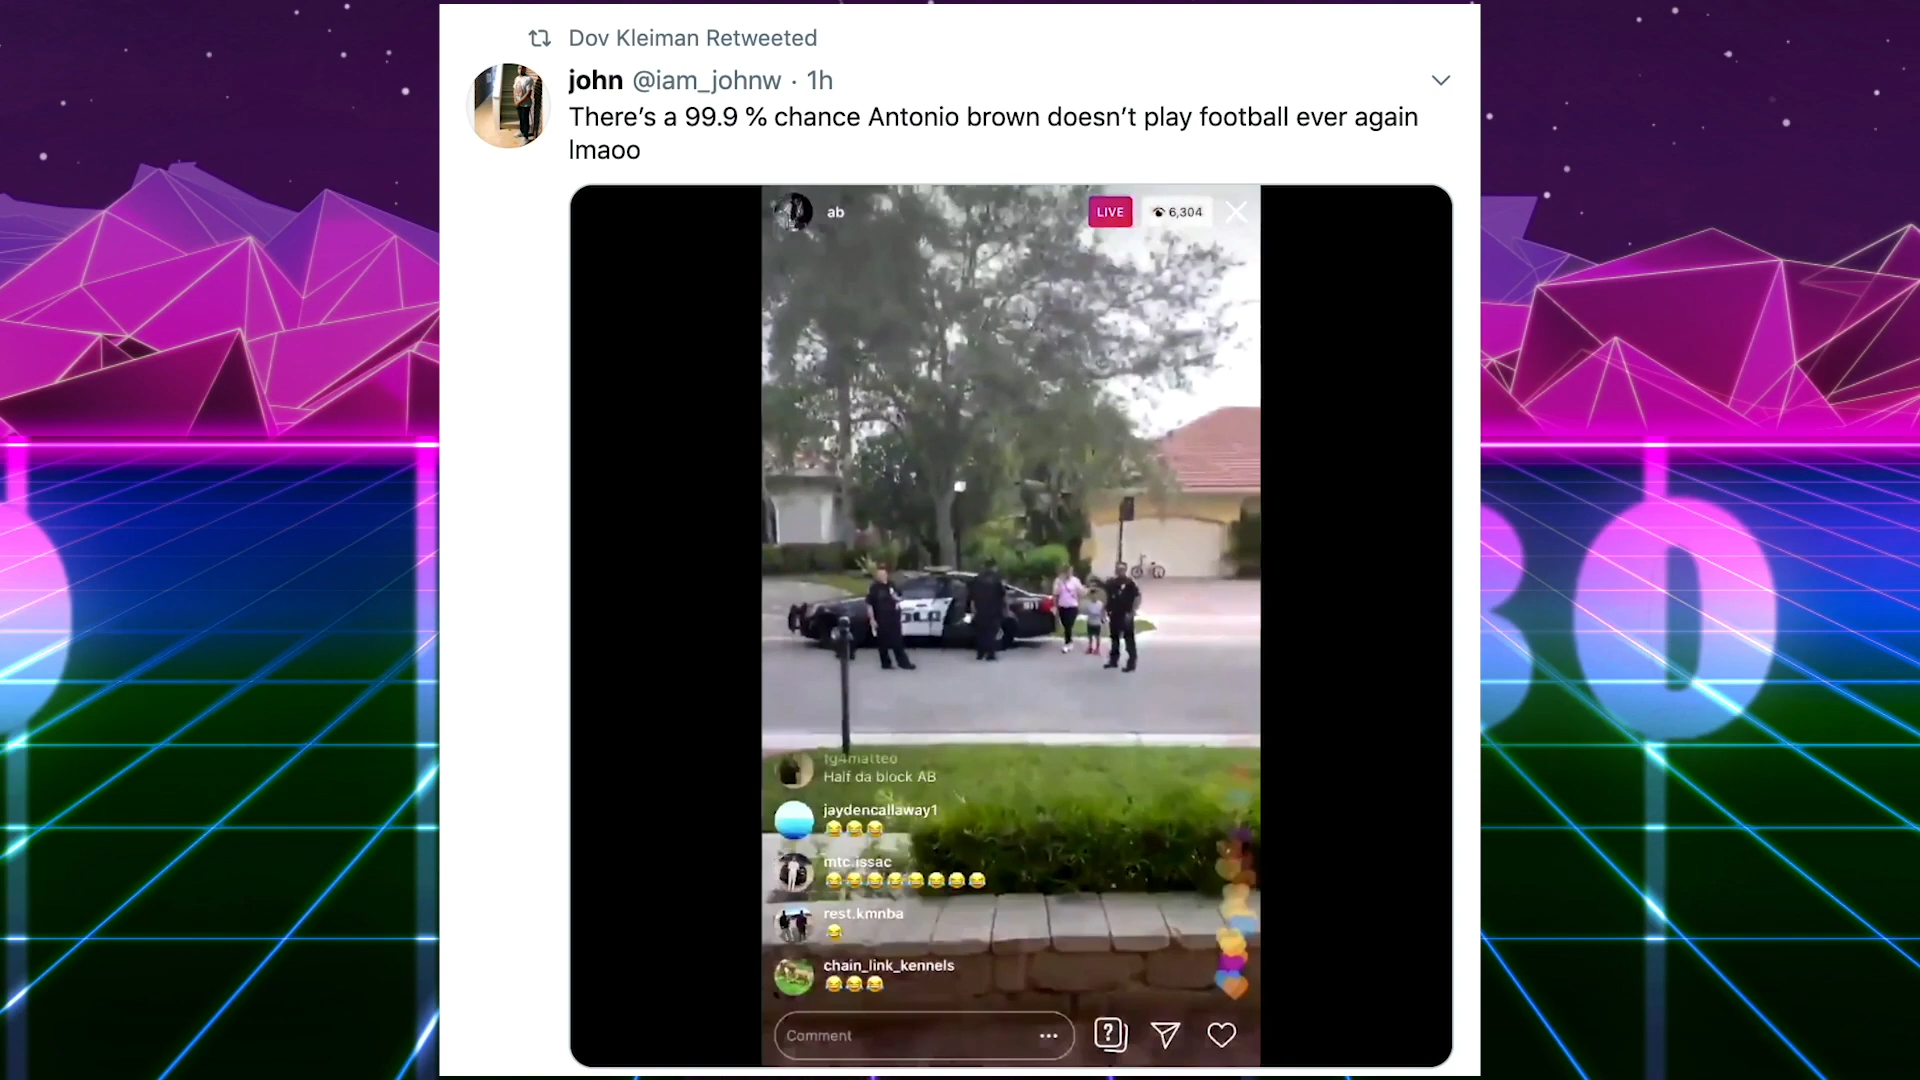 Dov Kleiman Retweeted
john @iam_johnw · 1h
There’s a 99.9 % chance Antonio brown doesn’t play football ever again
lmaoo
ab
LIVE
6,304
fg4matteo
Half da block AB
jaydencallaway1
😂😂😂
mtc.issac
😂😂😂😂😂😂😂😂
rest.kmnba
😂
chain_link_kennels
😂😂😂
Comment